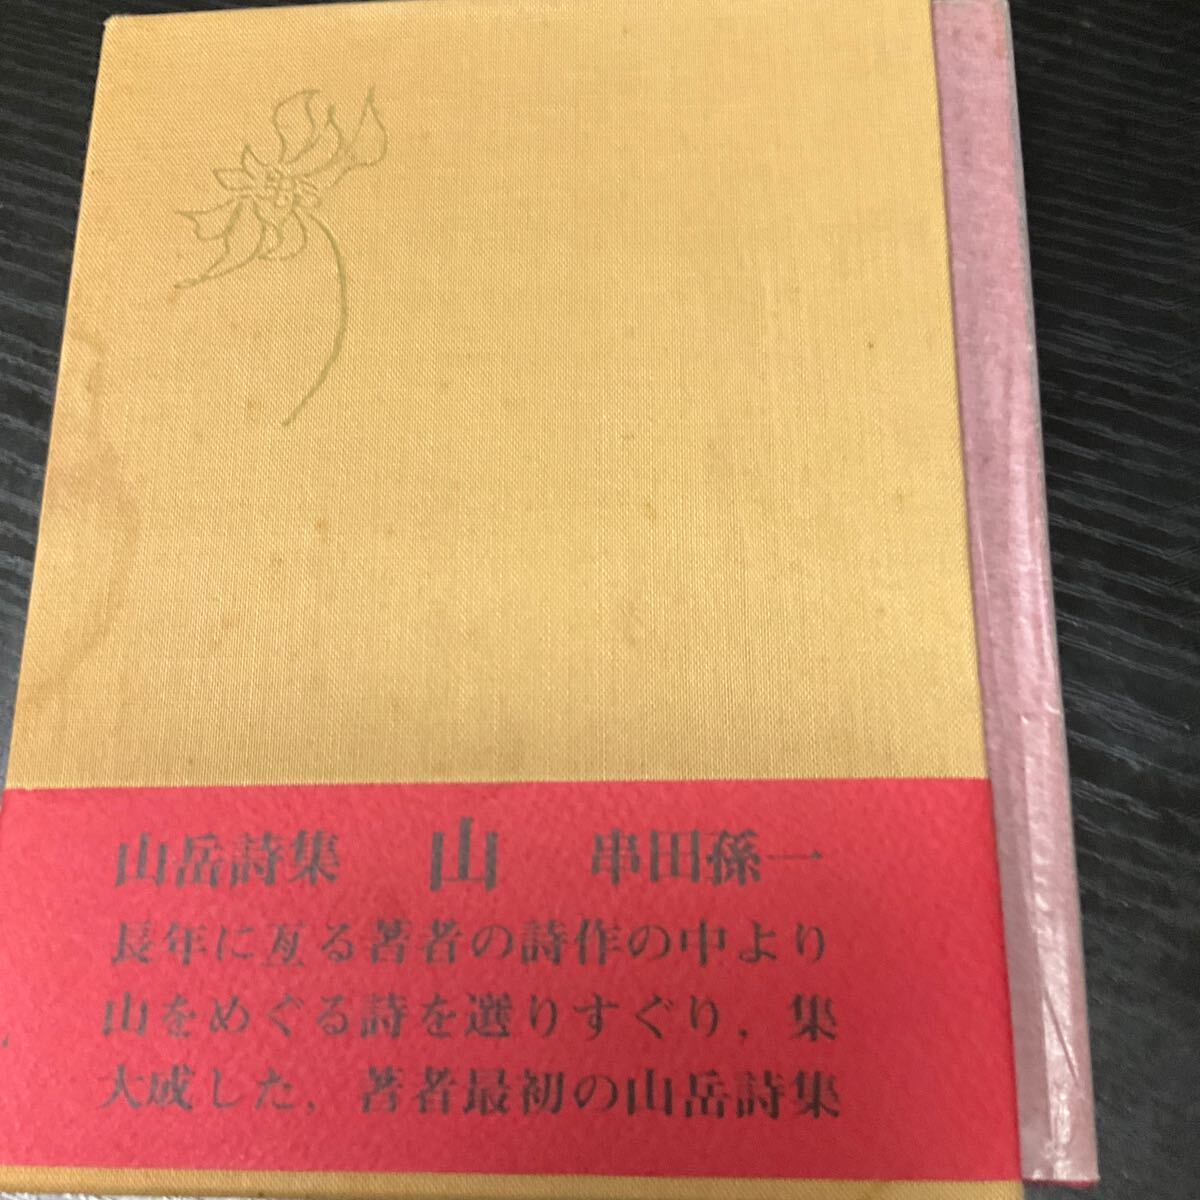 山岳詩集 山 串田孫一
長年に亙る著者の詩作の中より
山をめぐる詩を選りすぐり，集
大成した，著者最初の山岳詩集